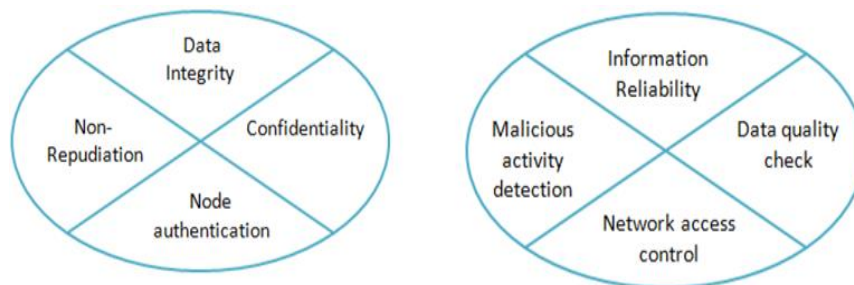 Data
Integrity
Non-
Repudiation
Confidentiality
Node
authentication
Information
Reliability
Malicious
activity
detection
Data quality
check
Network access
control